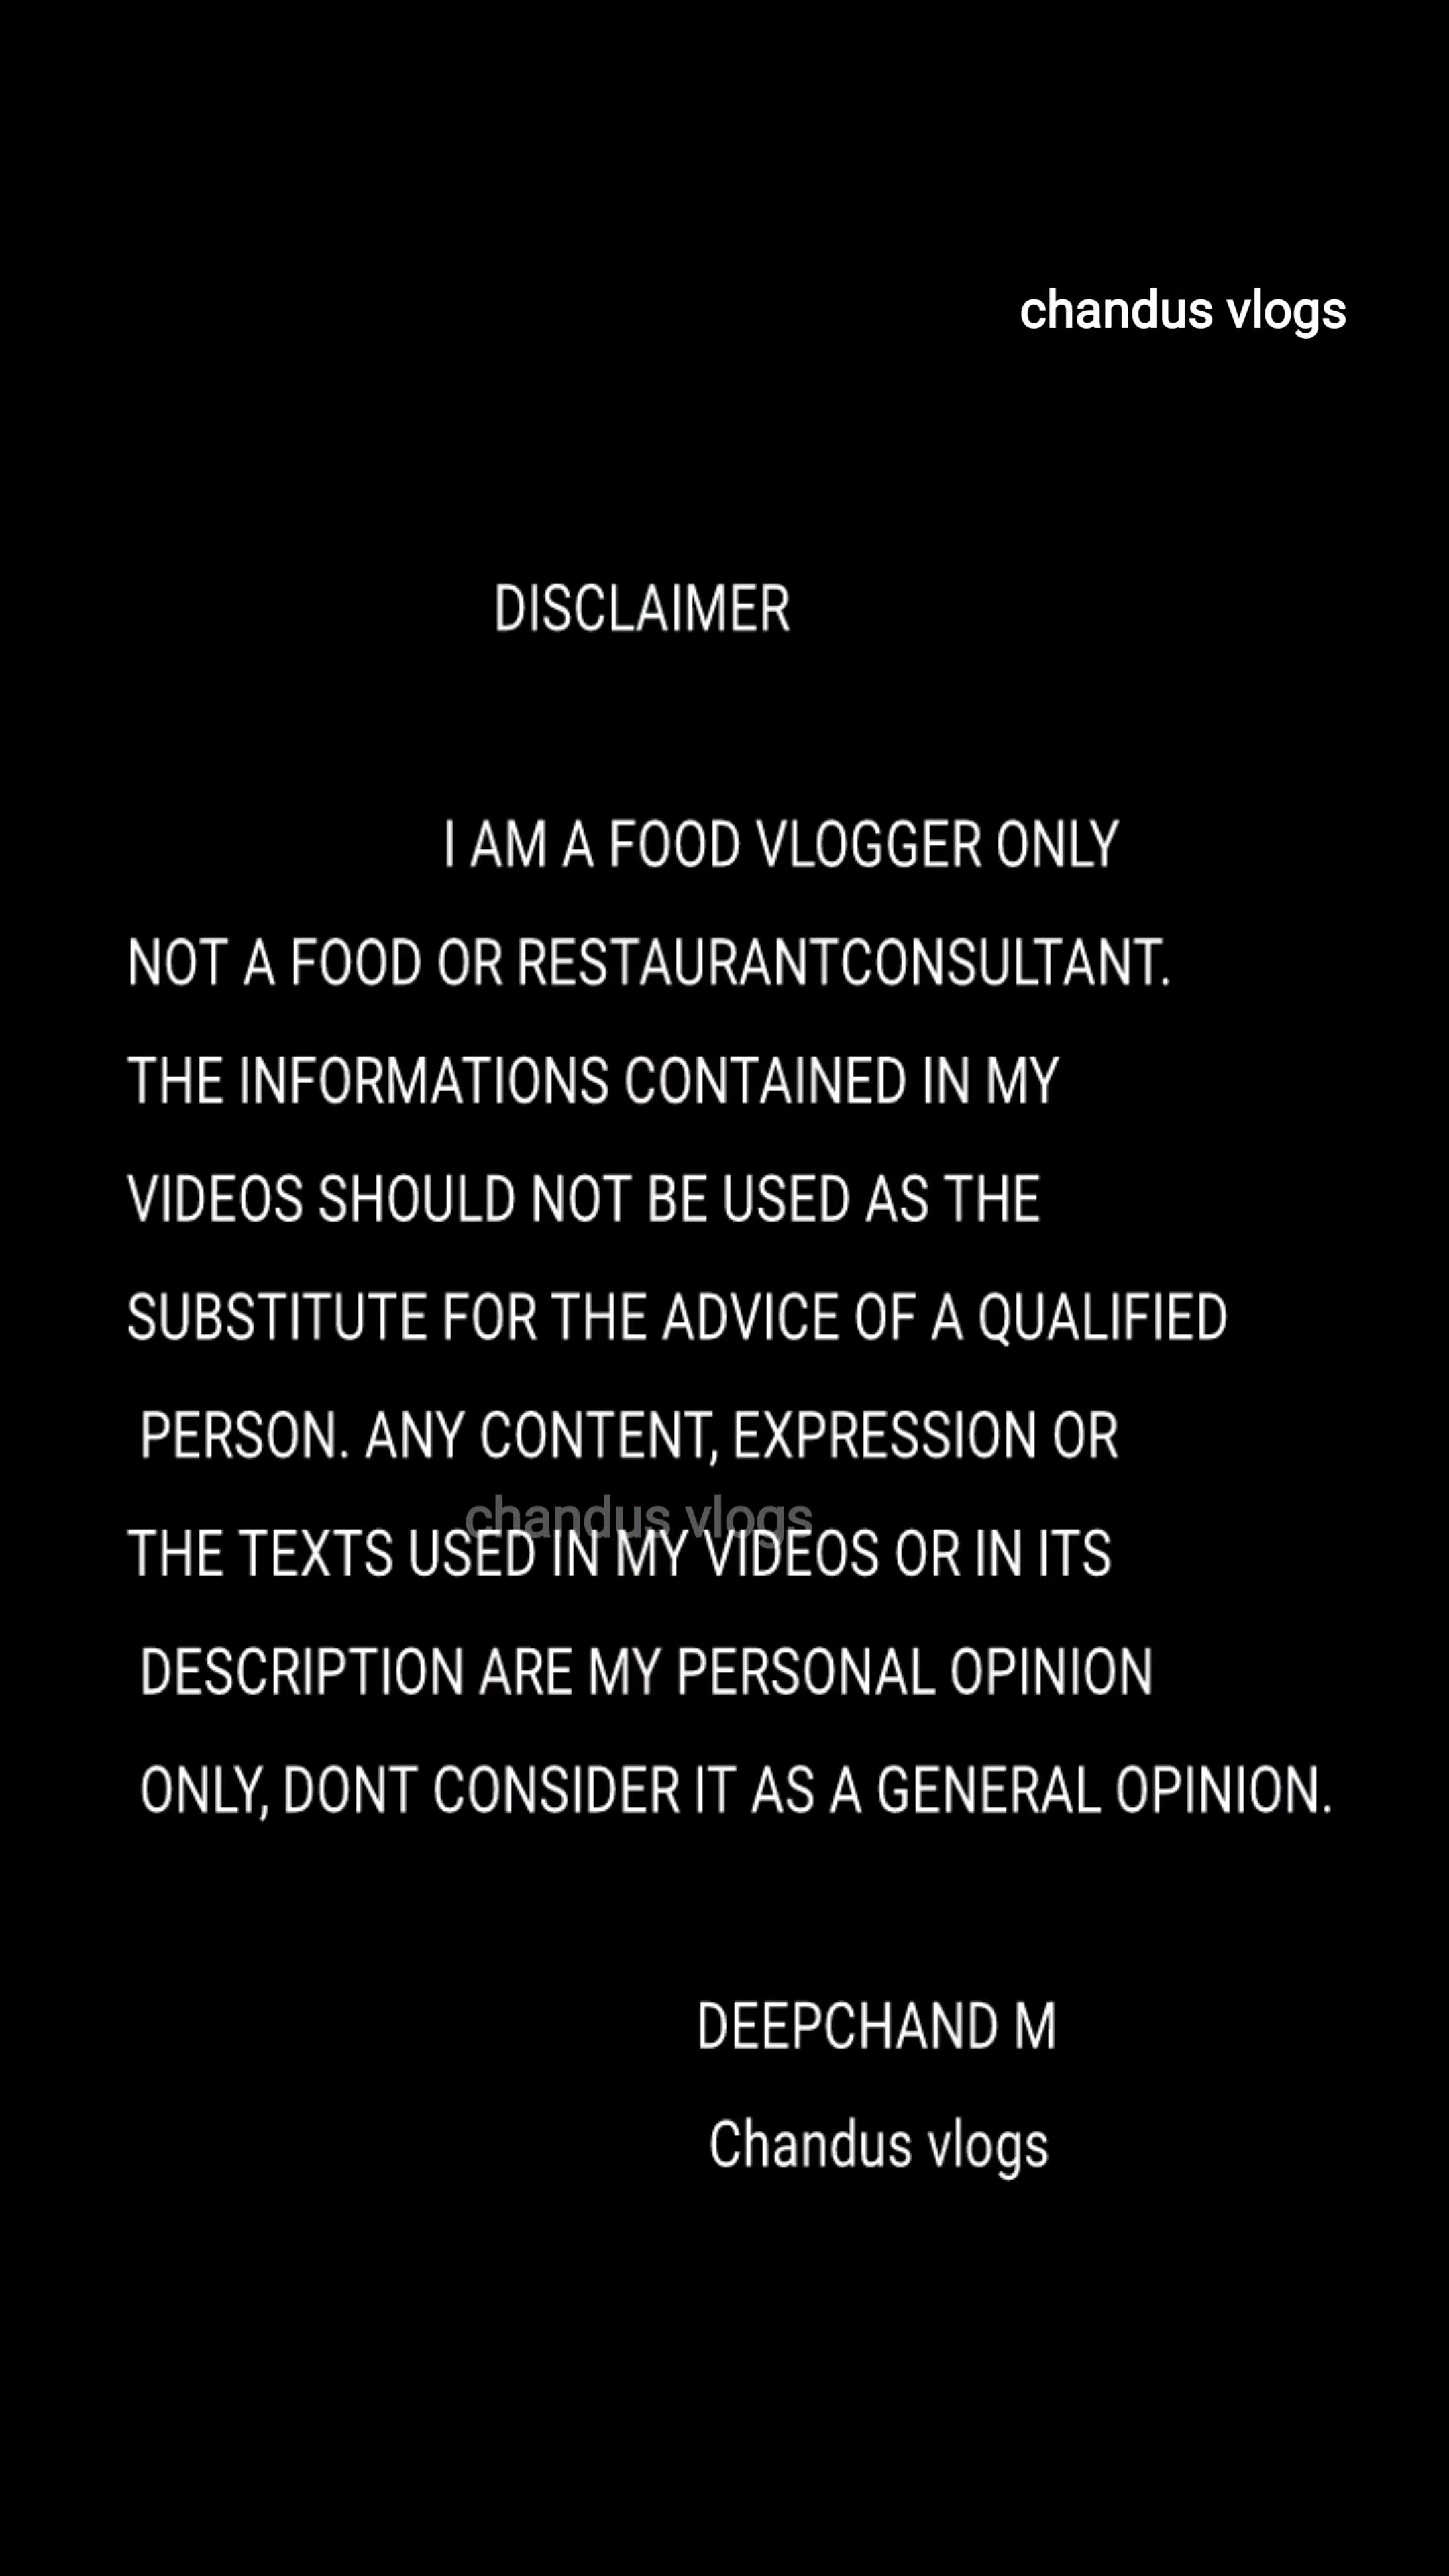 chandus vlogs
DISCLAIMER
I AM A FOOD VLOGGER ONLY
NOT A FOOD OR RESTAURANTCONSULTANT.
THE INFORMATIONS CONTAINED IN MY
VIDEOS SHOULD NOT BE USED AS THE
SUBSTITUTE FOR THE ADVICE OF A QUALIFIED
PERSON. ANY CONTENT, EXPRESSION OR
chandus vlogs
THE TEXTS USED IN MY VIDEOS OR IN ITS
DESCRIPTION ARE MY PERSONAL OPINION
ONLY, DONT CONSIDER IT AS A GENERAL OPINION.
DEEPCHAND M
Chandus vlogs